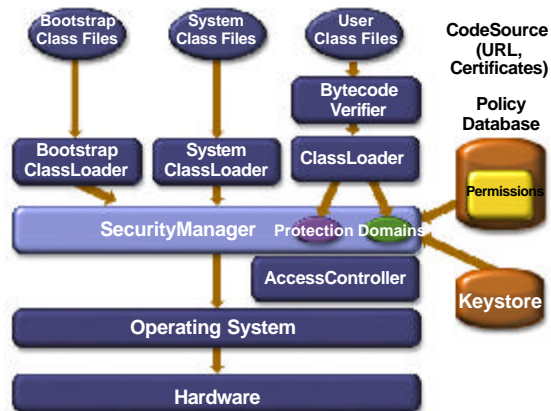 Bootstrap
Class Files
System
Class Files
User
Class Files
CodeSource
(URL,
Certificates)
Bytecode
Verifier
Policy
Database
Bootstrap
ClassLoader
System
ClassLoader
ClassLoader
Permissions
SecurityManager
Protection Domains
AccessController
Keystore
Operating System
Hardware